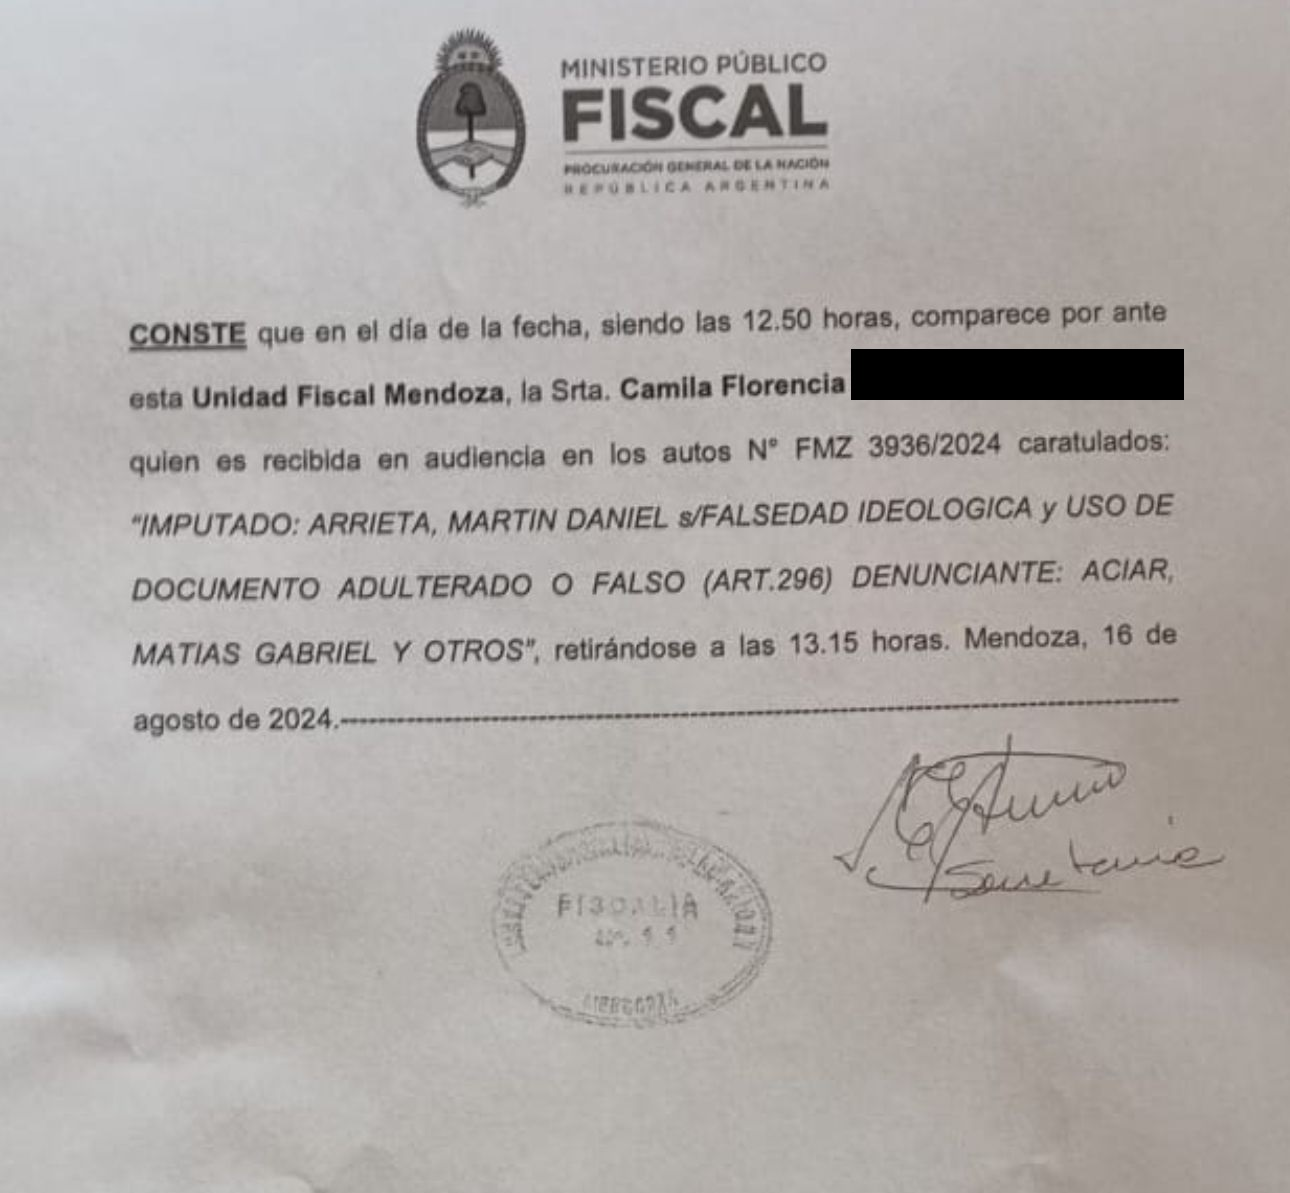 MINISTERIO PÚBLICO
FISCAL
PROCURACIÓN GENERAL DE LA NACIÓN
REPÚBLICA ARGENTINA
CONSTE que en el día de la fecha, siendo las 12.50 horas, comparece por ante
esta Unidad Fiscal Mendoza, la Srta. Camila Florencia
quien es recibida en audiencia en los autos N° FMZ 3936/2024 caratulados:
“IMPUTADO: ARRIETA, MARTIN DANIEL s/FALSEDAD IDEOLOGICA y USO DE
DOCUMENTO ADULTERADO O FALSO (ART.296) DENUNCIANTE: ACIAR,
MATIAS GABRIEL Y OTROS”, retirándose a las 13.15 horas. Mendoza, 16 de
agosto de 2024.------------------------------------------------------------
Secretaria
FISCALIA